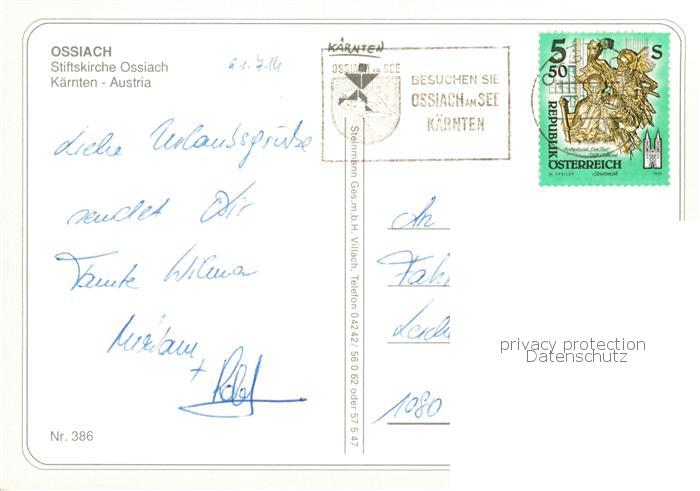 OSSIACH
Stiftskirche Ossiach
Kärnten - Austria
KÄRNTEN
OSSIACH AM SEE
BESUCHEN SIE
OSSIACH AM SEE
KÄRNTEN
5 50 S
REPUBLIK
ÖSTERREICH
W. PFEILER
Steiermark
Liebe Urlaubsgrüße
sendet Dir
Tante Wilma
Miriam
+
Steinmann Ges.m.b.H. Villach, Telefon 04242/ 56 0 62 oder 57 5 47
An
1080
privacy protection
Datenschutz
Nr. 386